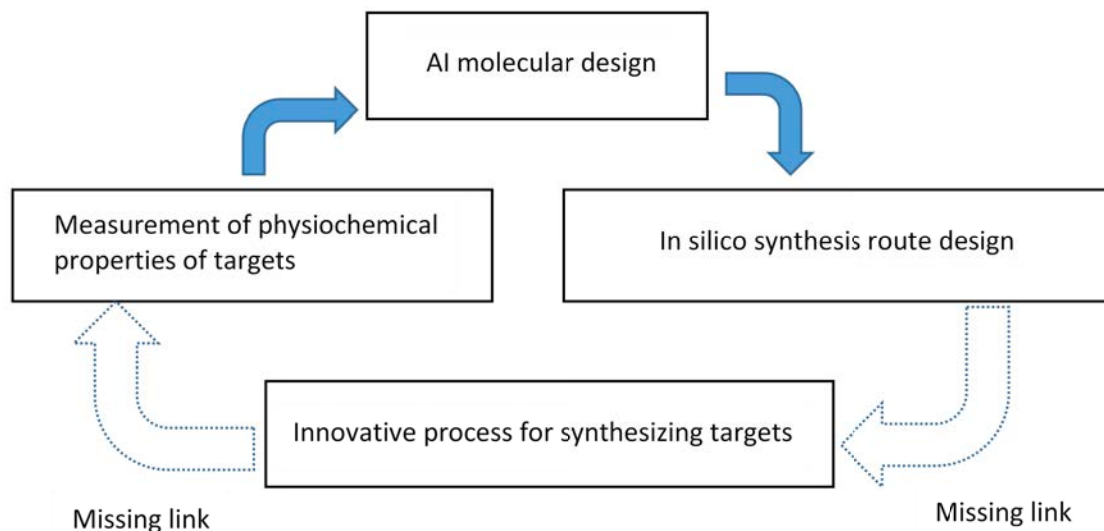 AI molecular design
Measurement of physiochemical
properties of targets
In silico synthesis route design
Innovative process for synthesizing targets
Missing link
Missing link